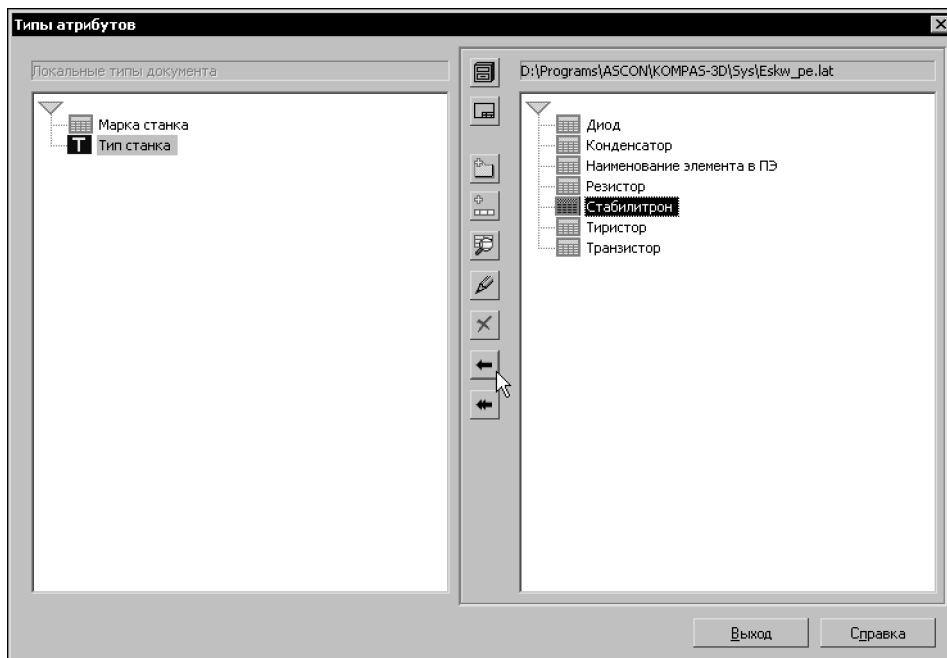 Типы атрибутов
Локальные типы документа
Марка станка
T Тип станка
D:\Programs\ASCON\KOMPAS-3D\Sys\Eskw_pe.lat
Диод
Конденсатор
Наименование элемента в ПЭ
Резистор
Стабилитрон
Тиристор
Транзистор
Выход
Справка